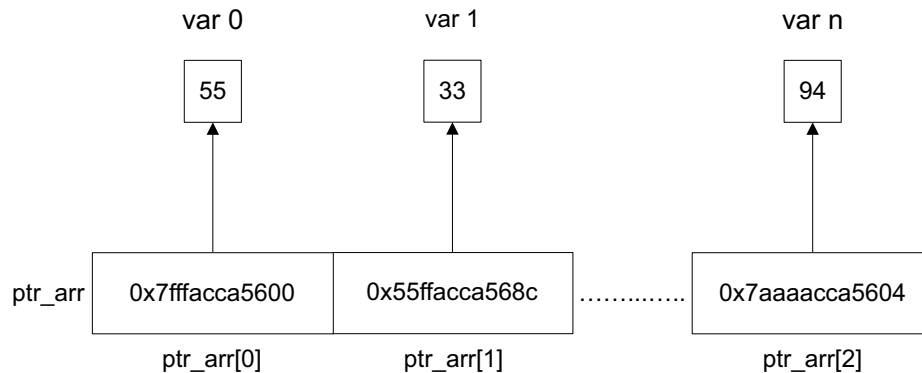 var 0 var 1 var n
55 33 94
ptr_arr 0x7fffacca5600 0x55ffacca568c ……...….. 0x7aaaacca5604
ptr_arr[0] ptr_arr[1] ptr_arr[2]